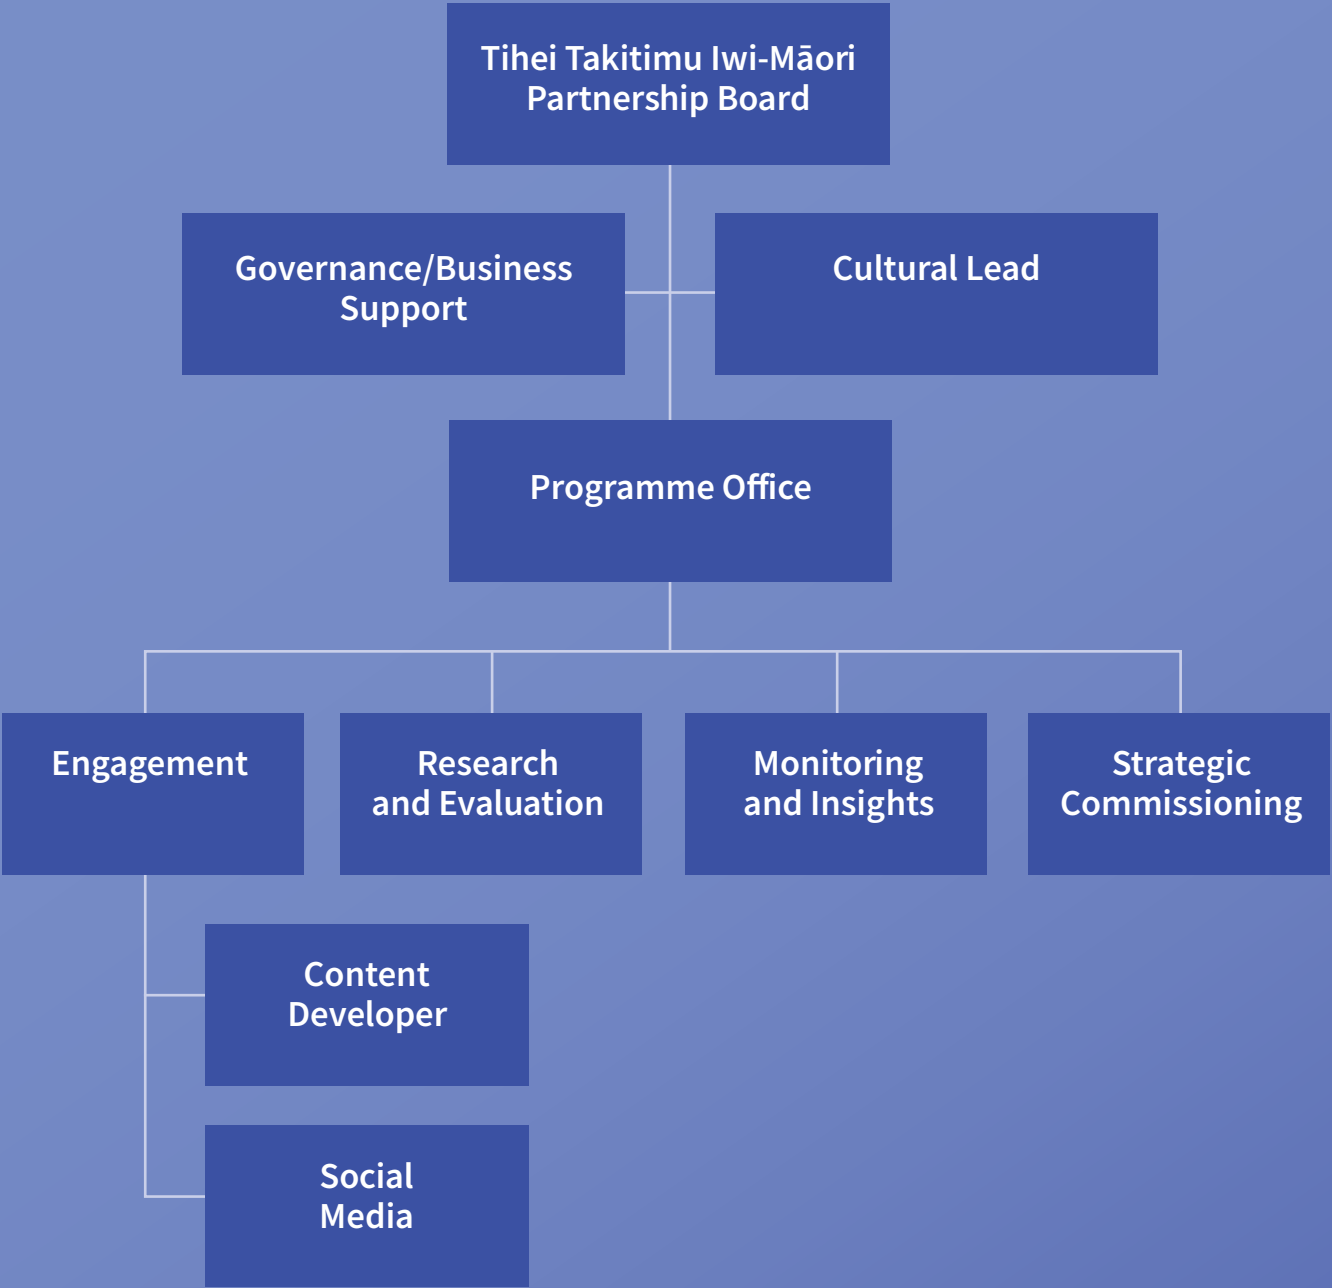 Tihei Takitimu Iwi-Māori
Partnership Board
Governance/Business
Support
Cultural Lead
Programme Office
Engagement
Research
and Evaluation
Monitoring
and Insights
Strategic
Commissioning
Content
Developer
Social
Media